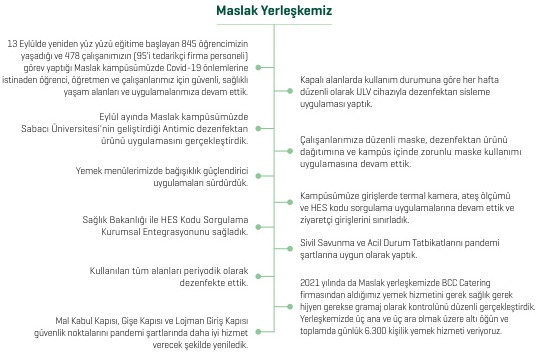 Maslak Yerleşkemiz
13 Eylülde yeniden yüz yüzü eğitime başlayan 845 öğrencimizin
yaşadığı ve 478 çalışanımızın (95'i tedarikçi firma personeli)
görev yaptığı Maslak kampüsümüzde Covid-19 önlemlerine
istinaden öğrenci, öğretmen ve çalışanlarımız için güvenli, sağlıklı
yaşam alanları ve uygulamalarımıza devam ettik.
Kapalı alanlarda kullanım durumuna göre her hafta
düzenli olarak ULV cihazıyla dezenfektan sisleme
uygulaması yaptık.
Eylül ayında Maslak kampüsümüzde
Sabacı Üniversitesi'nin geliştirdiği Antimic dezenfektan
ürünü uygulamasını gerçekleştirdik.
Çalışanlarımıza düzenli maske, dezenfektan ürünü
dağıtımına ve kampüs içinde zorunlu maske kullanımı
uygulamasına devam ettik.
Yemek menülerimizde bağışıklık güçlendirici
uygulamaları sürdürdük.
Kampüsümüze girişlerde termal kamera, ateş ölçümü
ve HES kodu sorgulama uygulamalarına devam ettik ve
ziyaretçi girişlerini sınırladık.
Sağlık Bakanlığı ile HES Kodu Sorgulama
Kurumsal Entegrasyonunu sağladık.
Sivil Savunma ve Acil Durum Tatbikatlarını pandemi
şartlarına uygun olarak yaptık.
Kullanılan tüm alanları periyodik olarak
dezenfekte ettik.
2021 yılında da Maslak yerleşkemizde BCC Catering
firmasından aldığımız yemek hizmetini gerek sağlık gerek
hijyen gerekse gramaj olarak kontrolünü düzenli gerçekleştirdik.
Yerleşkemizde üç ana ve üç ara olmak üzere altı öğün ve
toplamda günlük 6.300 kişilik yemek hizmeti veriyoruz.
Mal Kabul Kapısı, Gişe Kapısı ve Lojman Giriş Kapısı
güvenlik noktalarını pandemi şartlarında daha iyi hizmet
verecek şekilde yeniledik.